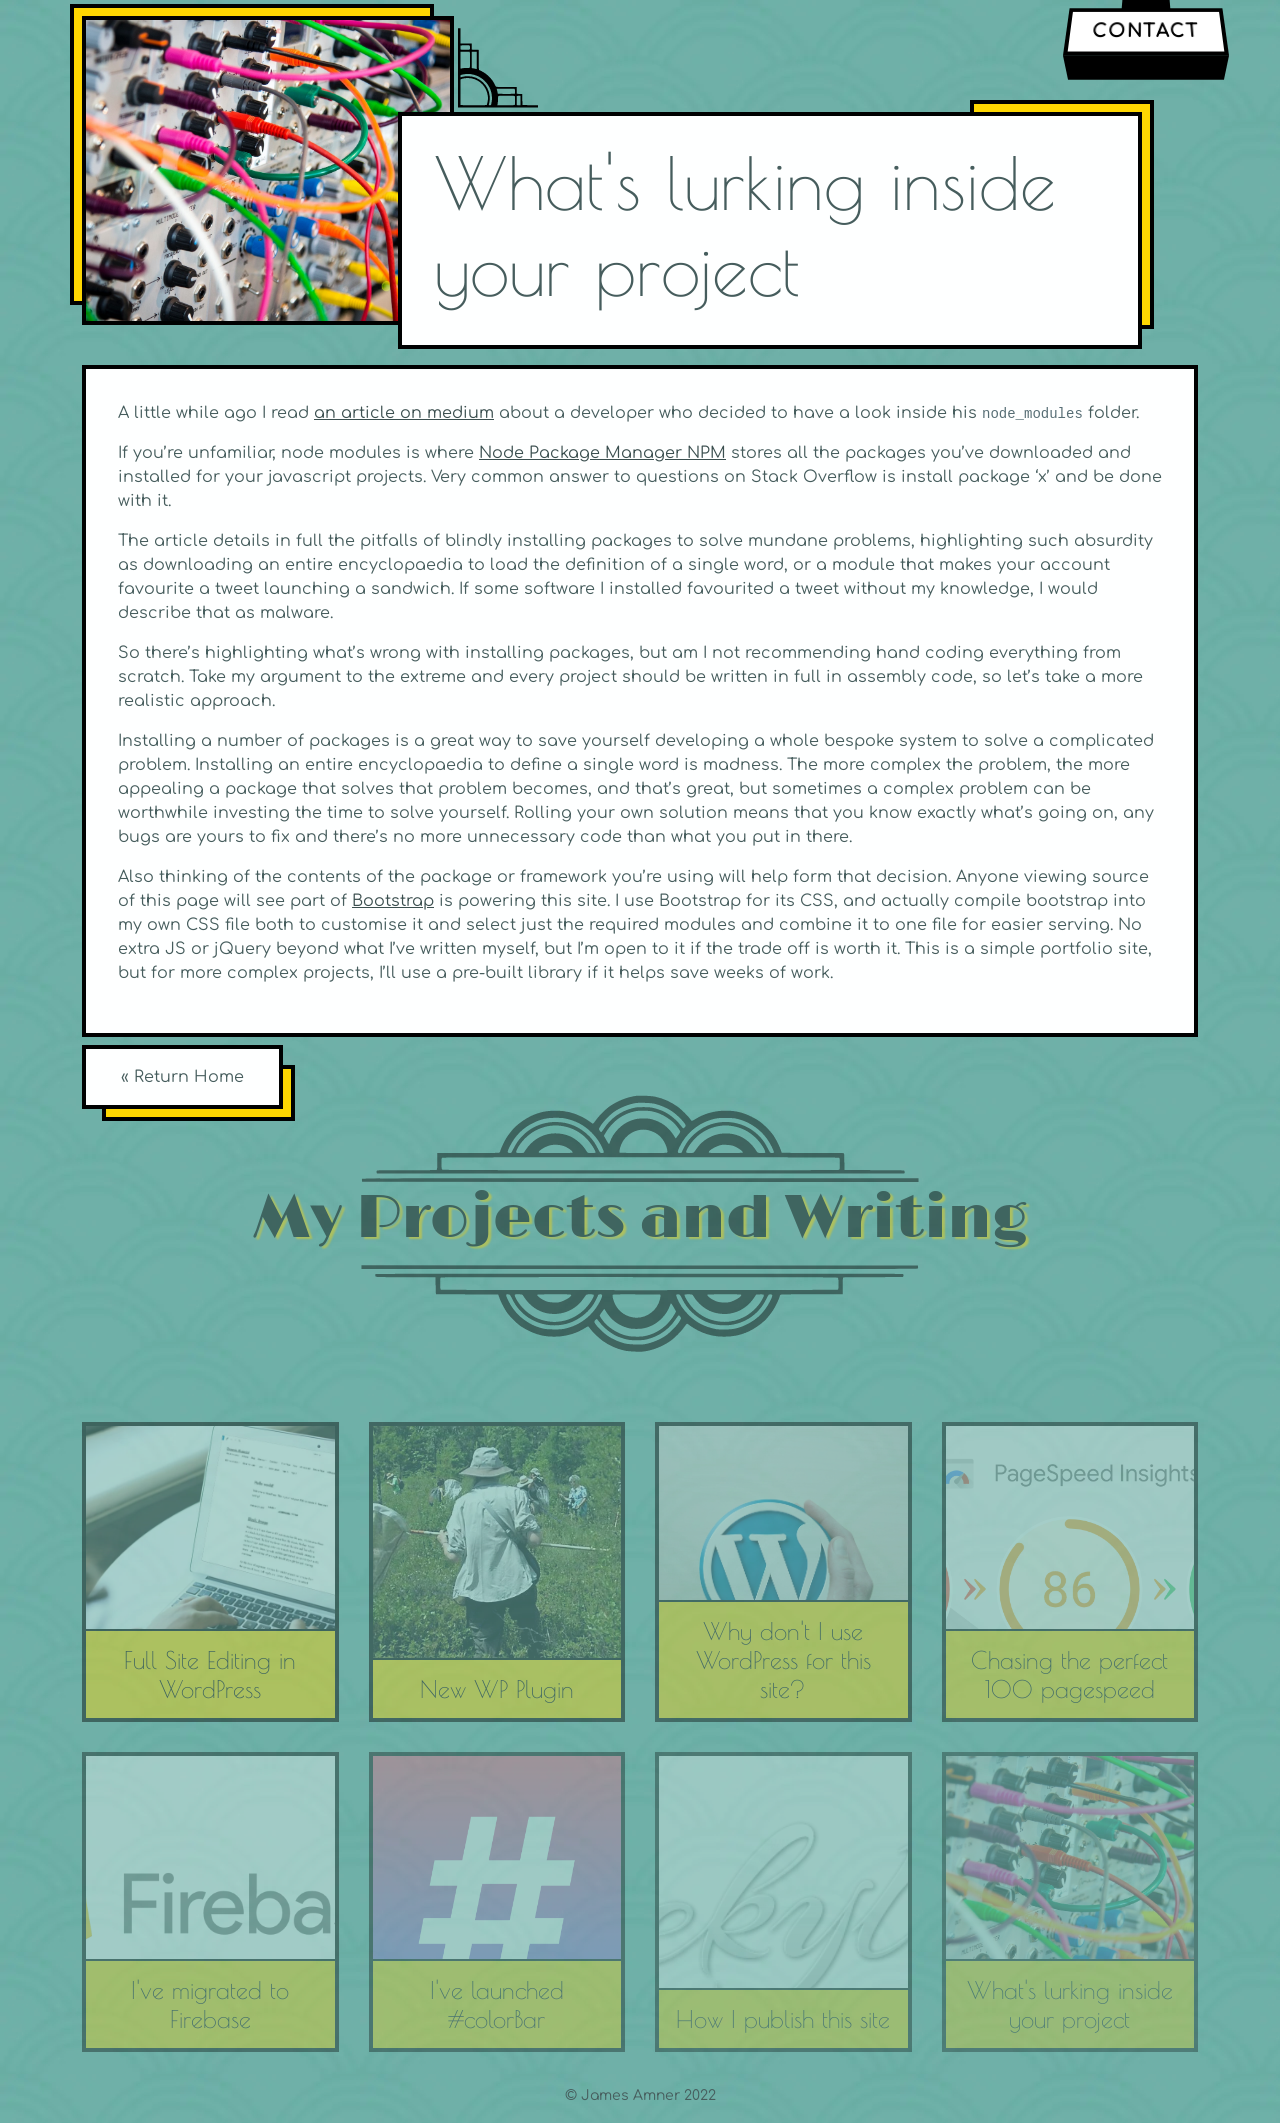 CONTACT
What's lurking inside
your project
A little while ago I read an article on medium about a developer who decided to have a look inside his node_modules folder.
If you’re unfamiliar, node modules is where Node Package Manager NPM stores all the packages you’ve downloaded and
installed for your javascript projects. Very common answer to questions on Stack Overflow is install package ‘x’ and be done
with it.
The article details in full the pitfalls of blindly installing packages to solve mundane problems, highlighting such absurdity
as downloading an entire encyclopaedia to load the definition of a single word, or a module that makes your account
favourite a tweet launching a sandwich. If some software I installed favourited a tweet without my knowledge, I would
describe that as malware.
So there’s highlighting what’s wrong with installing packages, but am I not recommending hand coding everything from
scratch. Take my argument to the extreme and every project should be written in full in assembly code, so let’s take a more
realistic approach.
Installing a number of packages is a great way to save yourself developing a whole bespoke system to solve a complicated
problem. Installing an entire encyclopaedia to define a single word is madness. The more complex the problem, the more
appealing a package that solves that problem becomes, and that’s great, but sometimes a complex problem can be
worthwhile investing the time to solve yourself. Rolling your own solution means that you know exactly what’s going on, any
bugs are yours to fix and there’s no more unnecessary code than what you put in there.
Also thinking of the contents of the package or framework you’re using will help form that decision. Anyone viewing source
of this page will see part of Bootstrap is powering this site. I use Bootstrap for its CSS, and actually compile bootstrap into
my own CSS file both to customise it and select just the required modules and combine it to one file for easier serving. No
extra JS or jQuery beyond what I’ve written myself, but I’m open to it if the trade off is worth it. This is a simple portfolio site,
but for more complex projects, I’ll use a pre-built library if it helps save weeks of work.
« Return Home
My Projects and Writing
PageSpeed Insights
86
Full Site Editing in
WordPress
New WP Plugin
Why don't I use
WordPress for this
site?
Chasing the perfect
100 pagespeed
Fireba
#
ekyl
I've migrated to
Firebase
I've launched
#colorBar
How I publish this site
What's lurking inside
your project
© James Amner 2022